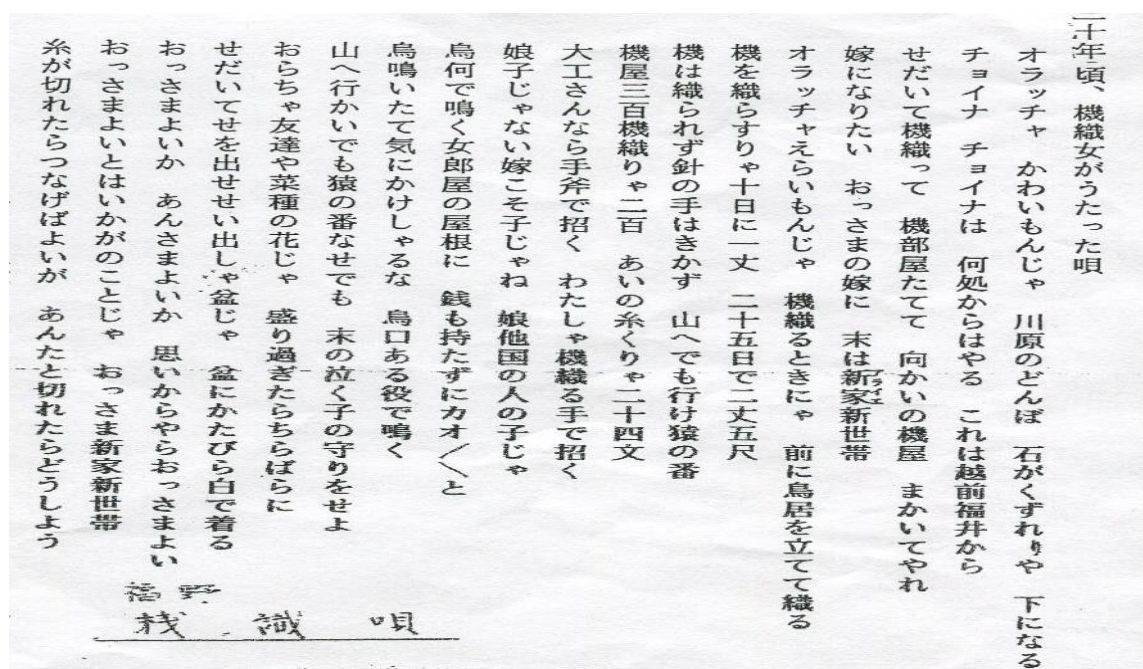 二十年頃、機織女がうたった唄
オラッチャ かわいもんじゃ 川原のどんぼ 石がくずれりや 下になる
チョイナ チョイナは 何処からはやる これは越前福井から
せだいて機織って 機部屋たてて 向かいの機屋 まかいてやれ
嫁になりたい おっさまの嫁に 末は新家新世帯
アライエ
オラッチャえらいもんじゃ 機織るときにゃ 前に鳥居を立てて織る
機を織らすりゃ十日に一丈 二十五日で二丈五尺
機は織られず針の手はきかず 山へでも行け猿の番
機屋三百機織りゃ二百 あいの糸くりゃ二十四文
大工さんなら手斧で招く わたしゃ機織る手で招く
娘子じゃない嫁こそ子じゃね 娘他国の人の子じゃ
烏何で鳴く女郎屋の屋根に 銭も持たずにカオ〳〵と
烏鳴いたて気にかけしゃるな 烏口ある役で鳴く
山へ行かいでも猿の番なせでも 末の泣く子の守りをせよ
おらちゃ友達や菜種の花じゃ 盛り過ぎたらちらばらに
せだいてせを出せせい出しゃ盆じゃ 盆にかたびら白で着る
おっさまよいか あんさまよいか 思いからやらおっさまよい
おっさまよいとはいかがのことじゃ おっさま新家新世帯
糸が切れたらつなげばよいが あんたと切れたらどうしよう
福野
機織唄